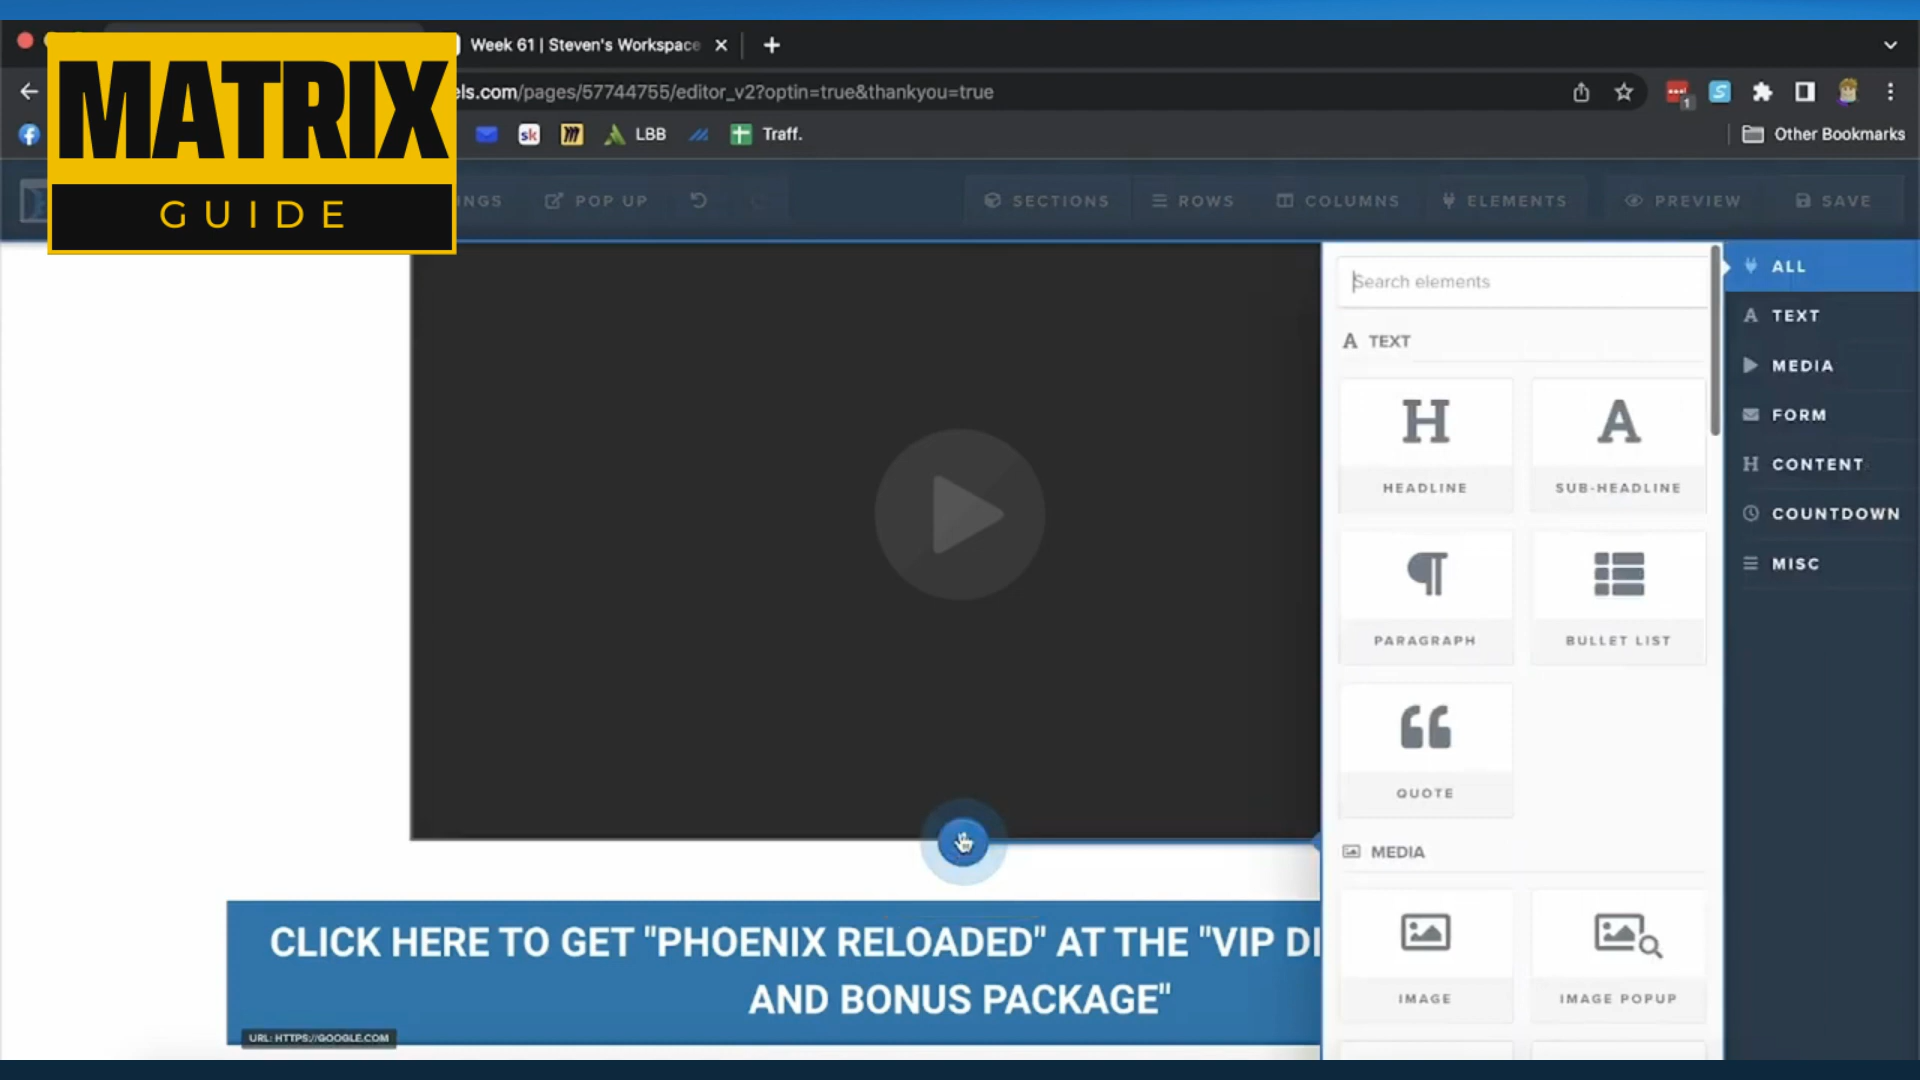 Week 61 | Steven's Workspace
MATRIX
GUIDE
els.com/pages/57744755/editor_v2?optin=true&thankyou=true
sk
LBB
Traff.
Other Bookmarks
1
NGS
POP UP
SECTIONS
ROWS
COLUMNS
ELEMENTS
PREVIEW
SAVE
Search elements
TEXT
HEADLINE
SUB-HEADLINE
PARAGRAPH
BULLET LIST
QUOTE
MEDIA
IMAGE
IMAGE POPUP
ALL
TEXT
MEDIA
FORM
CONTENT
COUNTDOWN
MISC
CLICK HERE TO GET "PHOENIX RELOADED" AT THE "VIP DI
AND BONUS PACKAGE"
URL: HTTPS://GOOGLE.COM